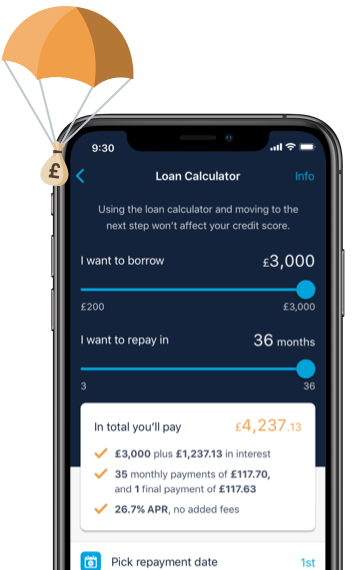 £
9:30
Loan Calculator
Info
Using the loan calculator and moving to the
next step won't affect your credit score.
I want to borrow
£3,000
£200
£3,000
I want to repay in
36 months
3
36
In total you'll pay
£4,237.13
£3,000 plus £1,237.13 in interest
35 monthly payments of £117.70,
and 1 final payment of £117.63
26.7% APR, no added fees
Pick repayment date
1st